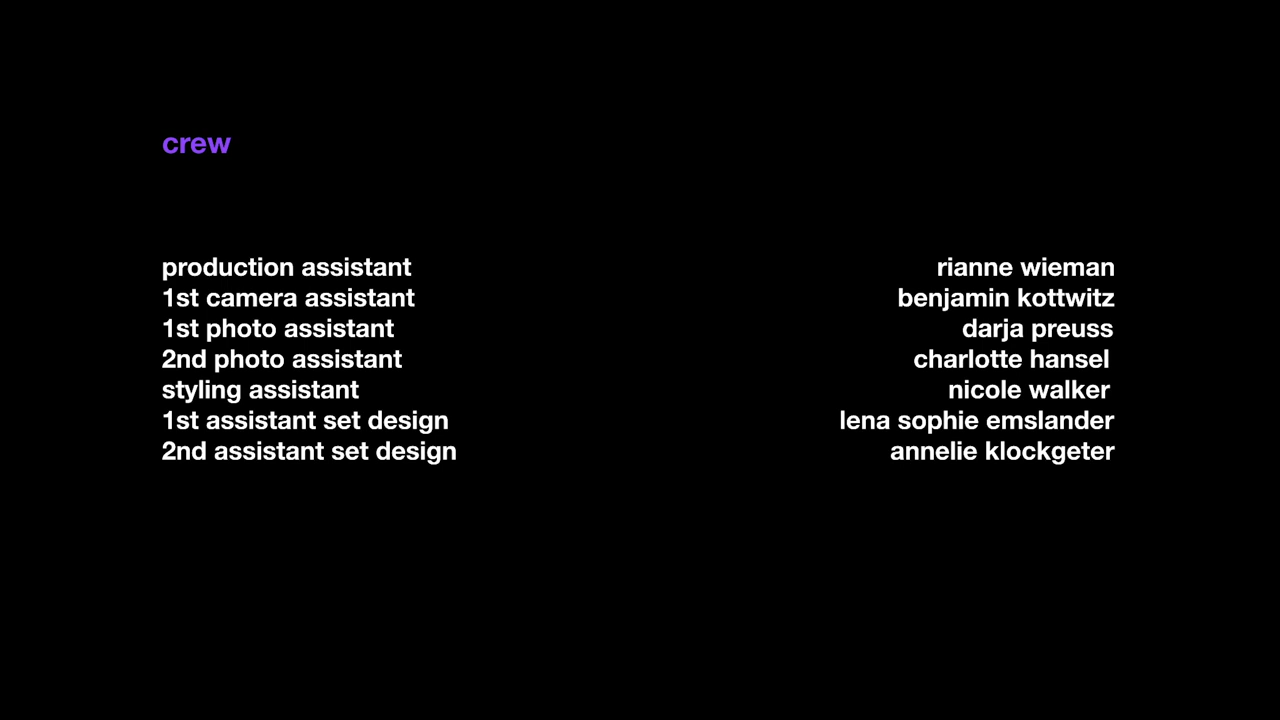 crew
production assistant rianne wieman
1st camera assistant benjamin kottwitz
1st photo assistant darja preuss
2nd photo assistant charlotte hansel
styling assistant nicole walker
1st assistant set design lena sophie emslander
2nd assistant set design annelie klockgeter